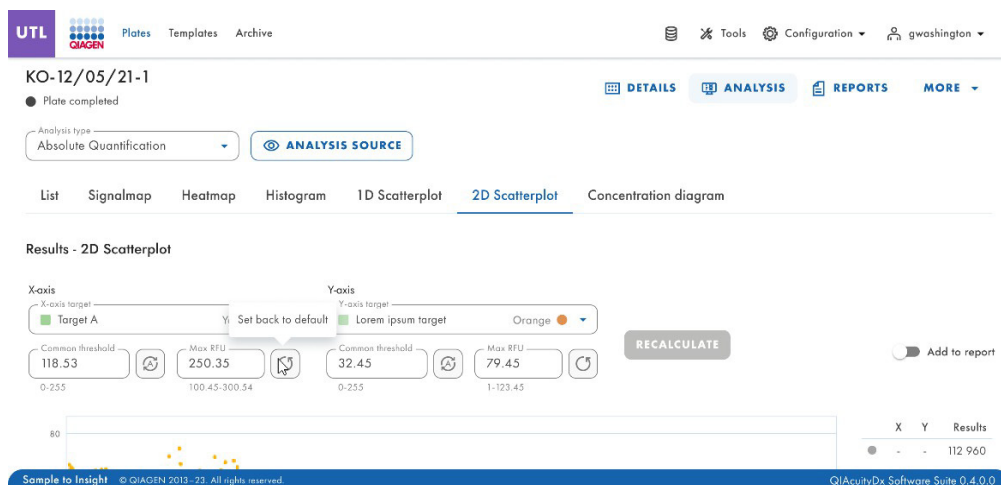 UTL QIAGEN Plates Templates Archive Tools Configuration gwashington
KO-12/05/21-1
Plate completed
DETAILS ANALYSIS REPORTS MORE
Analysis type
Absolute Quantification
ANALYSIS SOURCE
List Signalmap Heatmap Histogram 1D Scatterplot 2D Scatterplot Concentration diagram
Results - 2D Scatterplot
X-axis Y-axis
X-axis target Y-axis target
Target A Set back to default Lorem ipsum target Orange
Common threshold Max RFU Common threshold Max RFU
118.53 A 250.35 32.45 A 79.45
RECALCULATE
Add to report
0-255 100.45-300.54 0-255 1-123.45
X Y Results
80
- - 112 960
Sample to Insight © QIAGEN 2013–23. All rights reserved. QIAcuityDx Software Suite 0.4.0.0